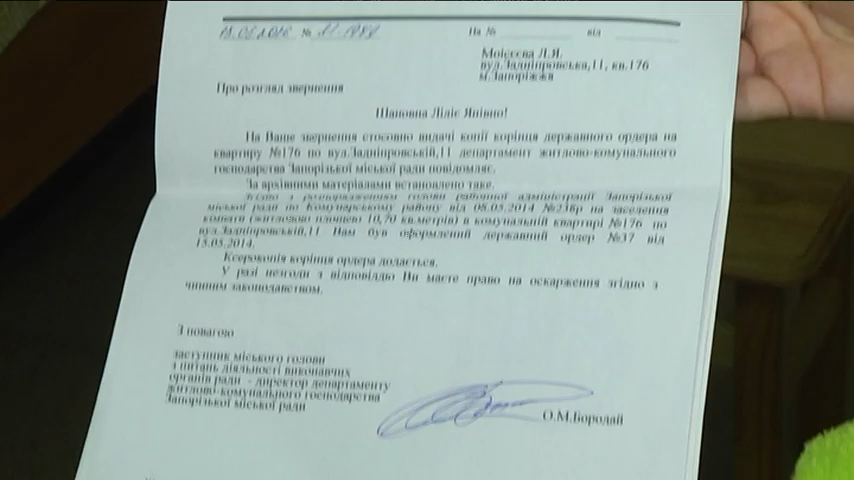 №
На № від
Моісєєва Л.Я.
вул.Задніпровська,11, кв.176
м.Запоріжжя
Про розгляд звернення
Шановна Лідіє Янівно!
На Ваше звернення стосовно видачі копії корінця державного ордера на
квартиру №176 по вул.Задніпровській,11 департамент житлово-комунального
господарства Запорізької міської ради повідомляє.
За архівними матеріалами встановлено таке.
Згідно з розпорядженням голови районної адміністрації Запорізької
міської ради по Комунарському району від 08.05.2014 №238р на заселення
кімнати (житловою площею 10,70 кв.метрів) в комунальній квартирі №176 по
вул.Задніпровській,11 Вам був оформлений державний ордер №37 від
15.05.2014.
Ксерокопія корінця ордера додається.
У разі незгоди з відповіддю Ви маєте право на оскарження згідно з
чинним законодавством.
З повагою
заступник міського голови
з питань діяльності виконавчих
органів ради - директор департаменту
житлово-комунального господарства
Запорізької міської ради
О.М.Бородай